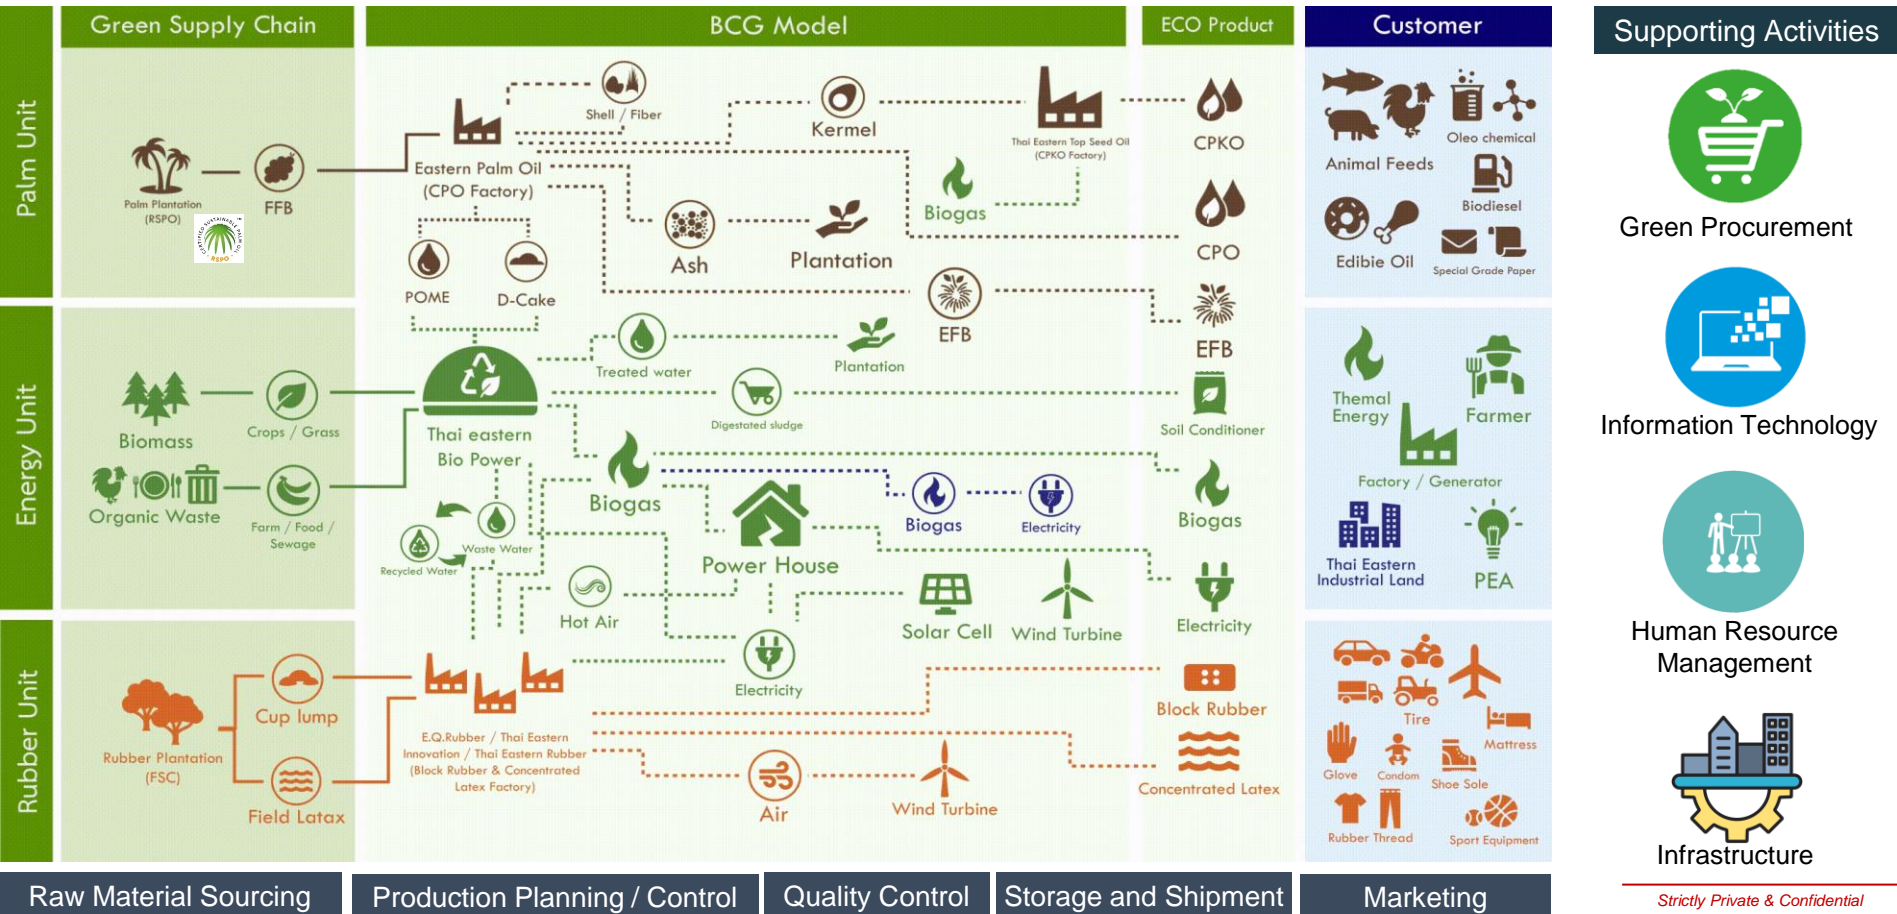 Green Supply Chain
BCG Model
ECO Product
Customer
Supporting Activities
Palm Unit
Palm Plantation
(RSPO)
CERTIFIED SUSTAINABLE PALM OIL
RSPO
FFB
Eastern Palm Oil
(CPO Factory)
Shell / Fiber
Kermel
Thai Eastern Top Seed Oil
(CPKO Factory)
Biogas
Ash
Plantation
POME
D-Cake
EFB
CPKO
CPO
EFB
Animal Feeds
Oleo chemical
Biodiesel
Edibie Oil
Special Grade Paper
Green Procurement
Energy Unit
Biomass
Crops / Grass
Organic Waste
Farm / Food /
Sewage
Thai eastern
Bio Power
Treated water
Plantation
Digestated sludge
Biogas
Waste Water
Recycled Water
Hot Air
Power House
Biogas
Electricity
Solar Cell
Wind Turbine
Electricity
Soil Conditioner
Biogas
Electricity
Themal
Energy
Farmer
Factory / Generator
Thai Eastern
Industrial Land
PEA
Information Technology
Human Resource
Management
Rubber Unit
Rubber Plantation
(FSC)
Cup lump
Field Latax
E.Q.Rubber / Thai Eastern
Innovation / Thai Eastern Rubber
(Block Rubber & Concentrated
Latex Factory)
Air
Wind Turbine
Block Rubber
Concentrated Latex
Tire
Mattress
Glove
Condom
Shoe Sole
Rubber Thread
Sport Equipment
Infrastructure
Raw Material Sourcing
Production Planning / Control
Quality Control
Storage and Shipment
Marketing
Strictly Private & Confidential